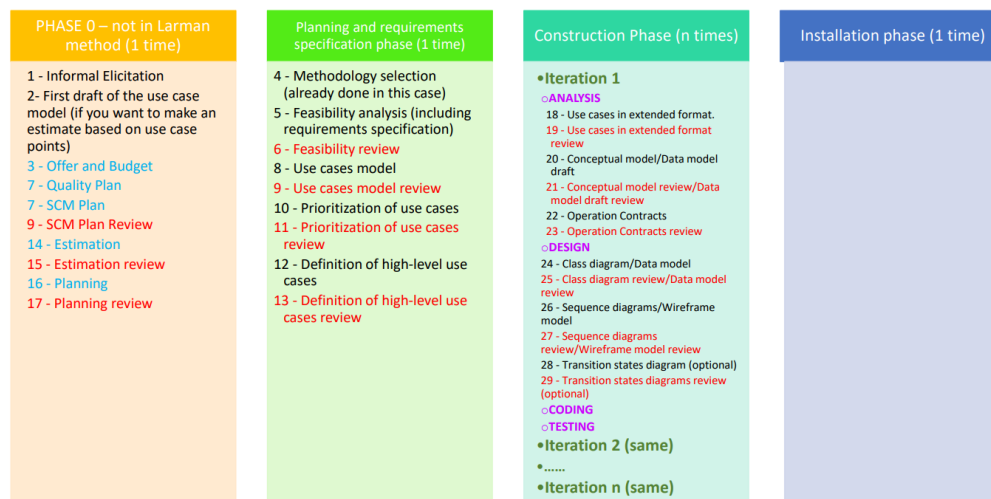 PHASE 0 – not in Larman
method (1 time)
1 - Informal Elicitation
2- First draft of the use case
model (if you want to make an
estimate based on use case
points)
3 - Offer and Budget
7 - Quality Plan
7 - SCM Plan
9 - SCM Plan Review
14 - Estimation
15 - Estimation review
16 - Planning
17 - Planning review
Planning and requirements
specification phase (1 time)
4 - Methodology selection
(already done in this case)
5 - Feasibility analysis (including
requirements specification)
6 - Feasibility review
8 - Use cases model
9 - Use cases model review
10 - Prioritization of use cases
11 - Prioritization of use cases
review
12 - Definition of high-level use
cases
13 - Definition of high-level use
cases review
Construction Phase (n times)
•Iteration 1
oANALYSIS
18 - Use cases in extended format.
19 - Use cases in extended format
review
20 - Conceptual model/Data model
draft
21 - Conceptual model review/Data
model draft review
22 - Operation Contracts
23 - Operation Contracts review
oDESIGN
24 - Class diagram/Data model
25 - Class diagram review/Data model
review
26 - Sequence diagrams/Wireframe
model
27 - Sequence diagrams
review/Wireframe model review
28 - Transition states diagram (optional)
29 - Transition states diagrams review
(optional)
oCODING
oTESTING
•Iteration 2 (same)
•......
•Iteration n (same)
Installation phase (1 time)